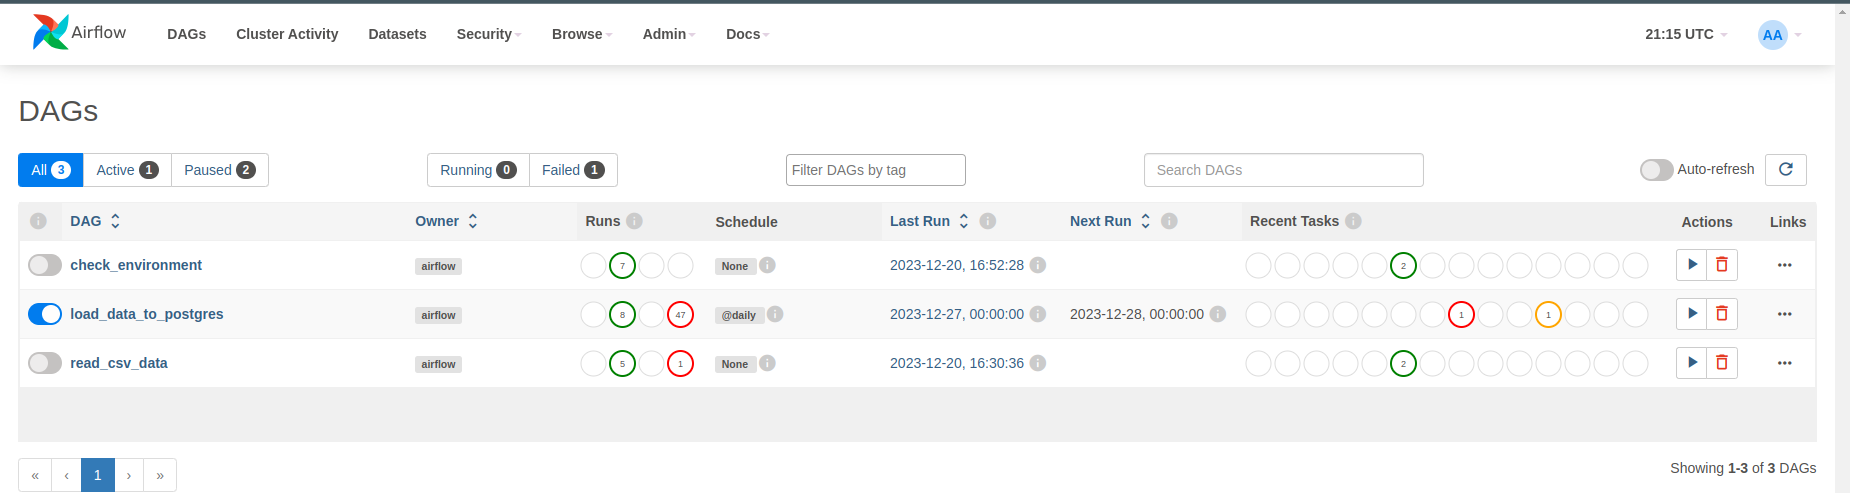 Airflow DAGs Cluster Activity Datasets Security Browse Admin Docs 21:15 UTC AA
DAGs
All 3 Active 1 Paused 2 Running 0 Failed 1 Filter DAGs by tag Search DAGs Auto-refresh
i DAG Owner Runs i Schedule Last Run i Next Run i Recent Tasks i Actions Links
check_environment airflow 7 None i 2023-12-20, 16:52:28 i 2
load_data_to_postgres airflow 8 47 @daily i 2023-12-27, 00:00:00 i 2023-12-28, 00:00:00 i 1 1
read_csv_data airflow 5 1 None i 2023-12-20, 16:30:36 i 2
« ‹ 1 › » Showing 1-3 of 3 DAGs